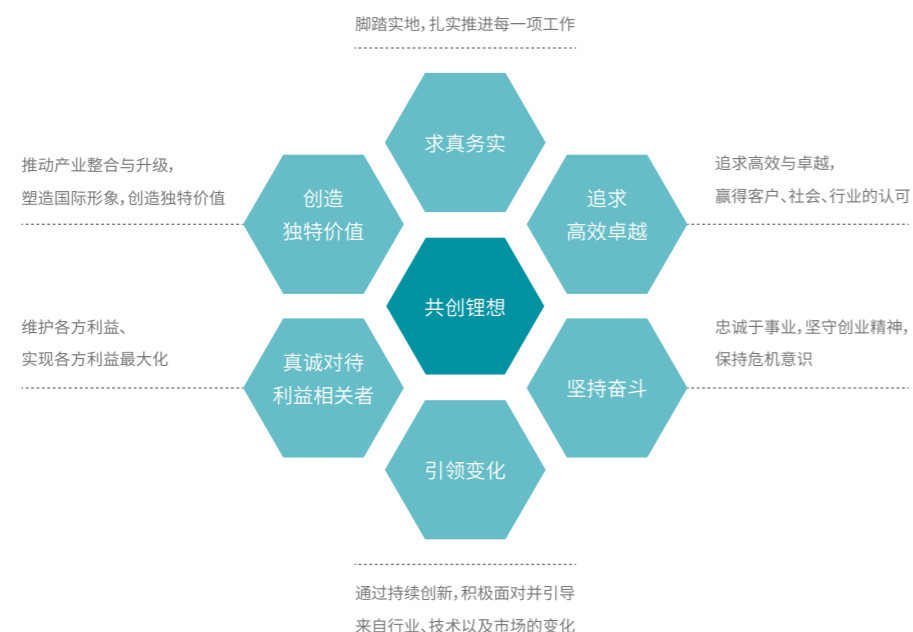 脚踏实地，扎实推进每一项工作
求真务实
推动产业整合与升级，
塑造国际形象，创造独特价值
创造
独特价值
追求
高效卓越
追求高效与卓越，
赢得客户、社会、行业的认可
共创锂想
维护各方利益、
实现各方利益最大化
真诚对待
利益相关者
坚持奋斗
忠诚于事业，坚守创业精神，
保持危机意识
引领变化
通过持续创新，积极面对并引导
来自行业、技术以及市场的变化